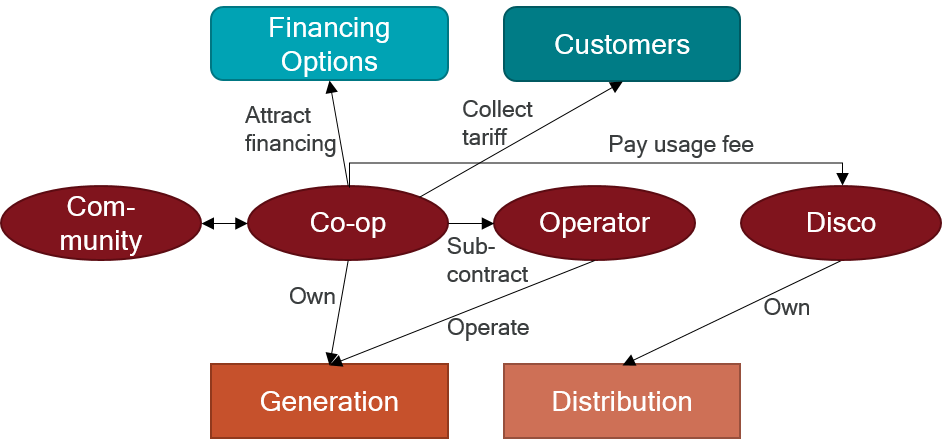 Financing
Options
Customers
Attract
financing
Collect
tariff
Pay usage fee
Com-
munity
Co-op
Operator
Disco
Sub-
contract
Own
Operate
Own
Generation
Distribution